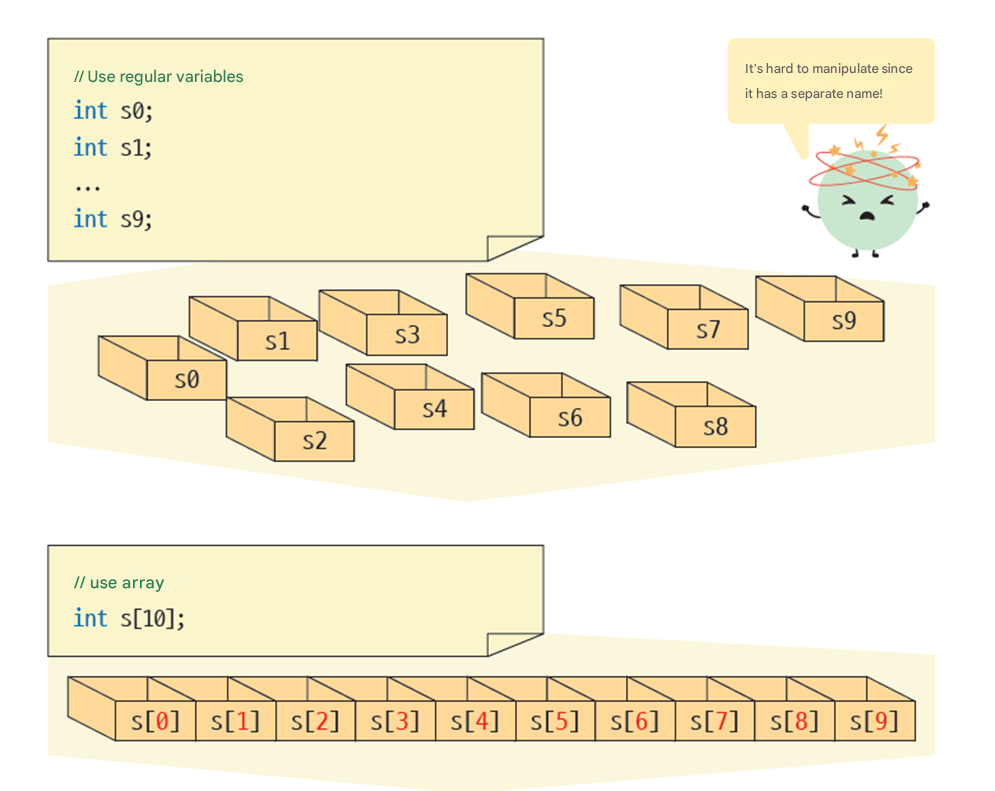 // Use regular variables
int s0;
int s1;
...
int s9;
It's hard to manipulate since
it has a separate name!
s0
s1
s2
s3
s4
s5
s6
s7
s8
s9
// use array
int s[10];
s[0] s[1] s[2] s[3] s[4] s[5] s[6] s[7] s[8] s[9]